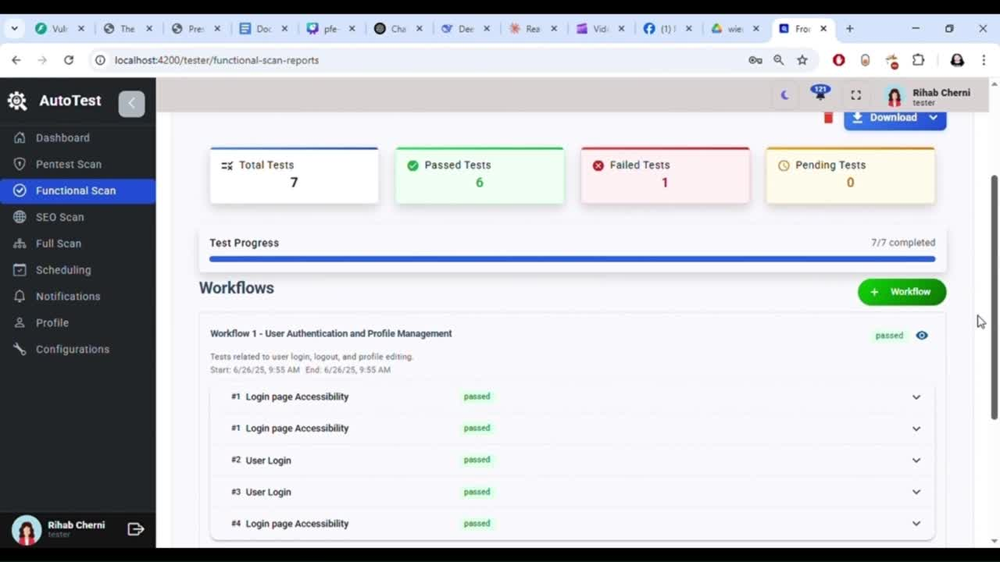 Vuln
The
Pres
Doc
pfe-
Cha
Dee
Rea
Vid
(1) 
wie
Fro
localhost:4200/tester/functional-scan-reports
AutoTest
121
Rihab Cherni
tester
Dashboard
Pentest Scan
Functional Scan
SEO Scan
Full Scan
Scheduling
Notifications
Profile
Configurations
Rihab Cherni
tester
Download
Total Tests
7
Passed Tests
6
Failed Tests
1
Pending Tests
0
Test Progress
7/7 completed
Workflows
+ Workflow
Workflow 1 - User Authentication and Profile Management
passed
Tests related to user login, logout, and profile editing.
Start: 6/26/25, 9:55 AM End: 6/26/25, 9:55 AM
#1 Login page Accessibility passed
#1 Login page Accessibility passed
#2 User Login passed
#3 User Login passed
#4 Login page Accessibility passed